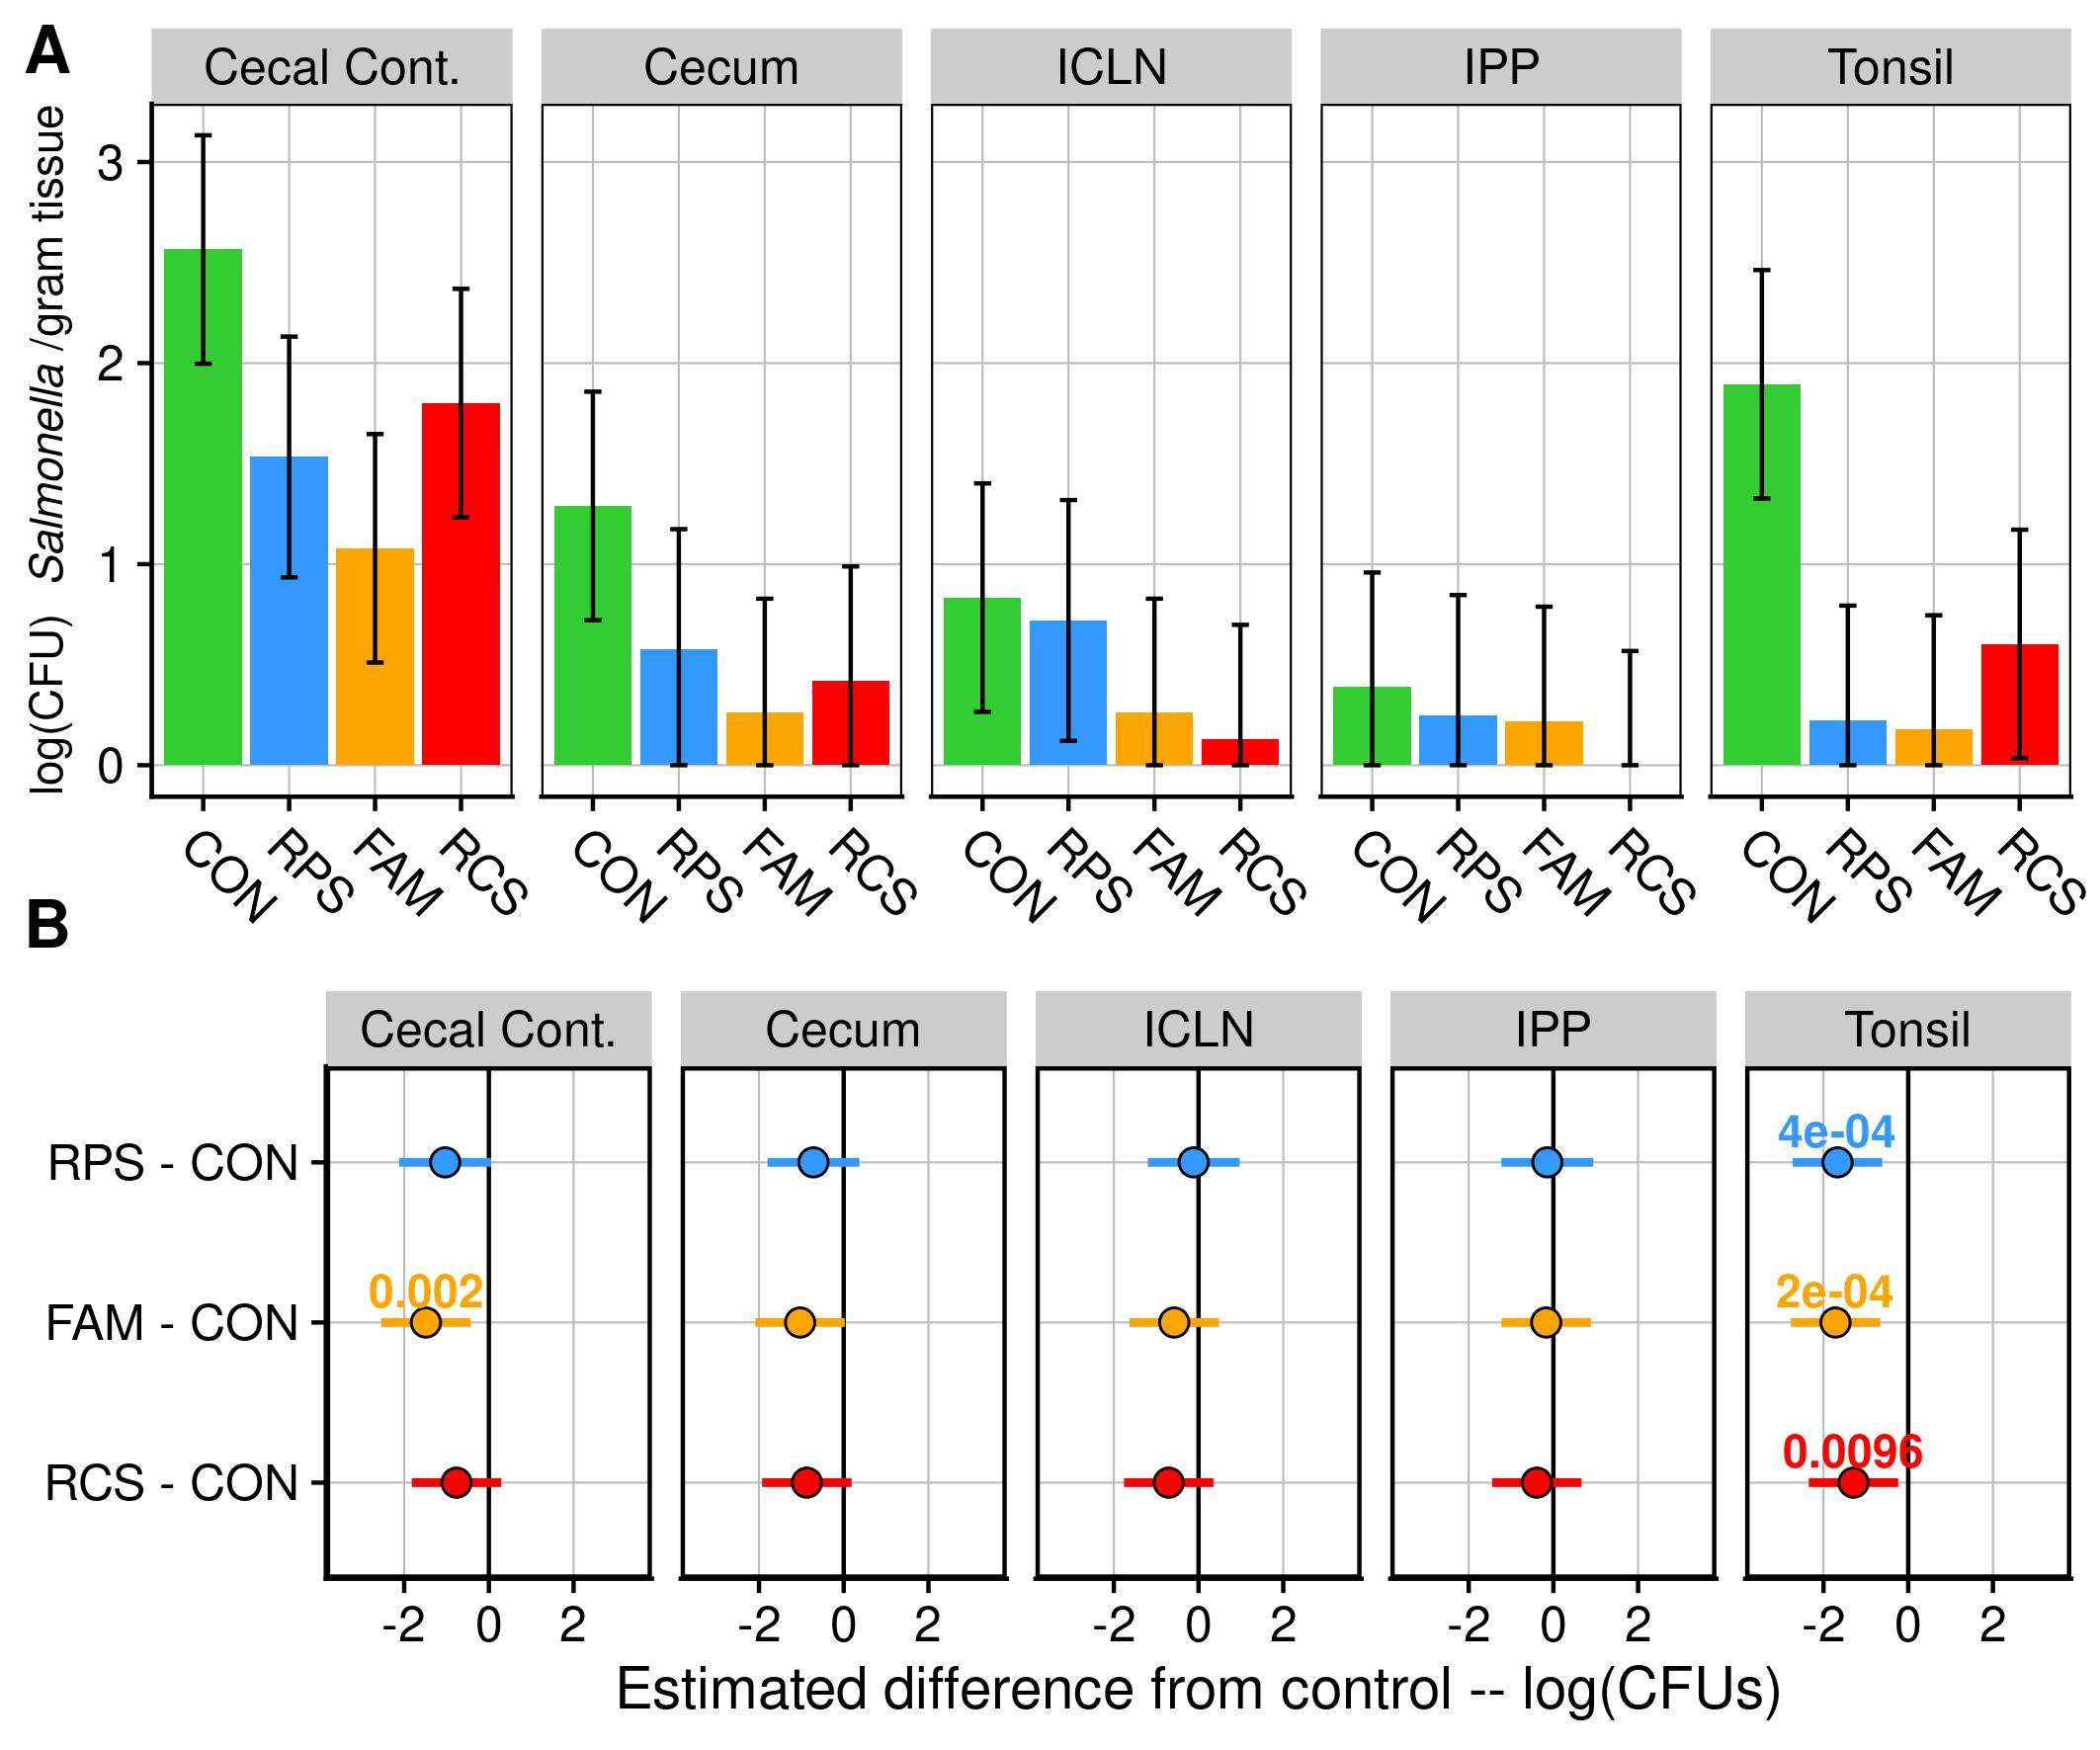 A
Cecal Cont. Cecum ICLN IPP Tonsil
log(CFU) Salmonella /gram tissue
3
2
1
0
CON RPS FAM RCS CON RPS FAM RCS CON RPS FAM RCS CON RPS FAM RCS CON RPS FAM RCS
B
Cecal Cont. Cecum ICLN IPP Tonsil
4e-04
RPS - CON
0.002 2e-04
FAM - CON
0.0096
RCS - CON
-2 0 2 -2 0 2 -2 0 2 -2 0 2 -2 0 2
Estimated difference from control -- log(CFUs)